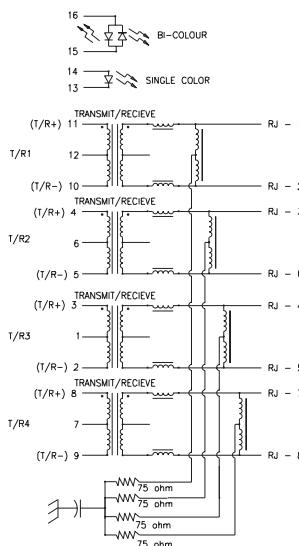 16
BI-COLOUR
15
14
SINGLE COLOR
13
TRANSMIT/RECIEVE
(T/R+) 11
RJ - 1
T/R1
12
(T/R-) 10
RJ - 2
TRANSMIT/RECIEVE
(T/R+) 4
RJ - 3
T/R2
6
(T/R-) 5
RJ - 6
TRANSMIT/RECIEVE
(T/R+) 3
RJ - 4
T/R3
1
(T/R-) 2
RJ - 5
TRANSMIT/RECIEVE
(T/R+) 8
RJ - 7
T/R4
7
(T/R-) 9
RJ - 8
75 ohm
75 ohm
75 ohm
75 ohm